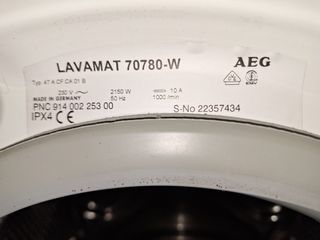 LAVAMAT 70780-W
AEG
Typ 47 A CF CA 01 B
230 V ~ 2150 W 10 A
MADE IN GERMANY 50 Hz 1000 /min
PNC 914 002 253 00 S-No 22357434
IPX4 CE